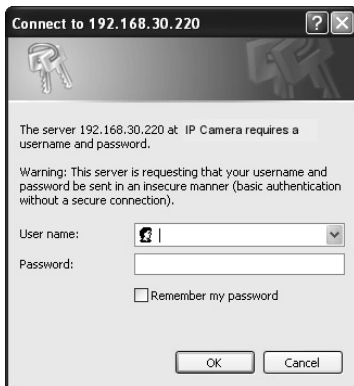 Connect to 192.168.30.220
The server 192.168.30.220 at IP Camera requires a
username and password.
Warning: This server is requesting that your username and
password be sent in an insecure manner (basic authentication
without a secure connection).
User name:
Password:
Remember my password
OK
Cancel